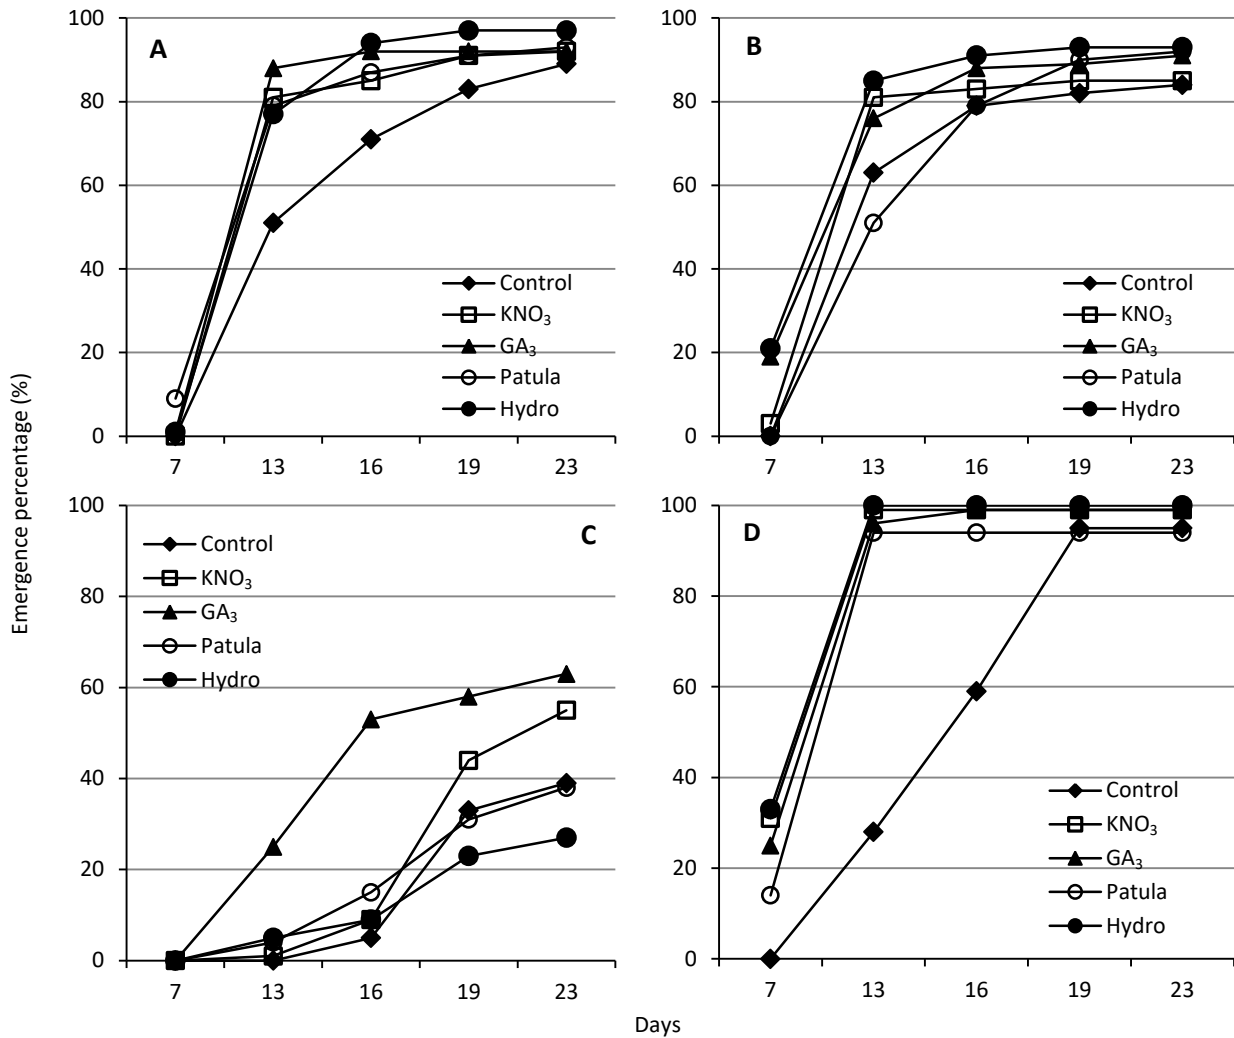 Emergence percentage (%)
A
100
80
60
40
20
0
7 13 16 19 23
Control
KNO₃
GA₃
Patula
Hydro
B
100
80
60
40
20
0
7 13 16 19 23
Control
KNO₃
GA₃
Patula
Hydro
C
100
80
60
40
20
0
7 13 16 19 23
Control
KNO₃
GA₃
Patula
Hydro
D
100
80
60
40
20
0
7 13 16 19 23
Control
KNO₃
GA₃
Patula
Hydro
Days